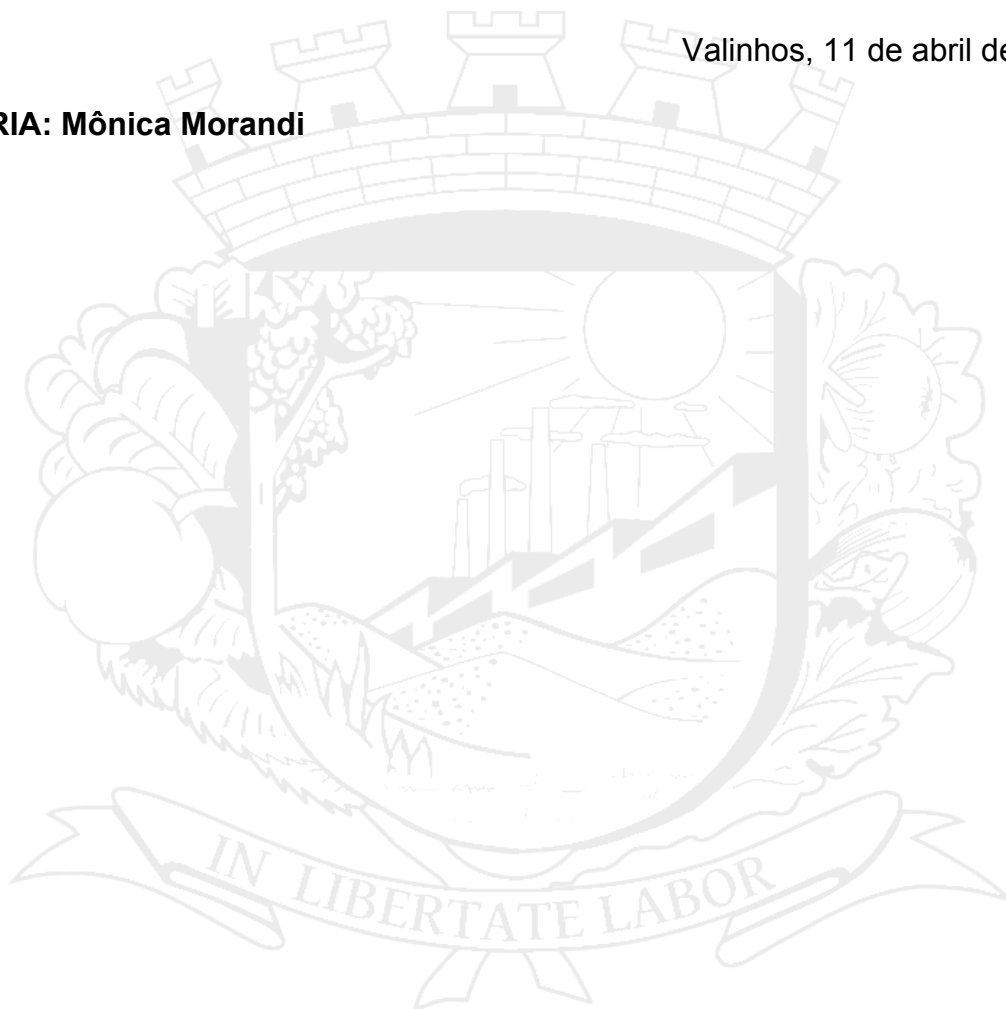 Valinhos, 11 de abril de
RIA: Mônica Morandi
IN LIBERTATE LABOR